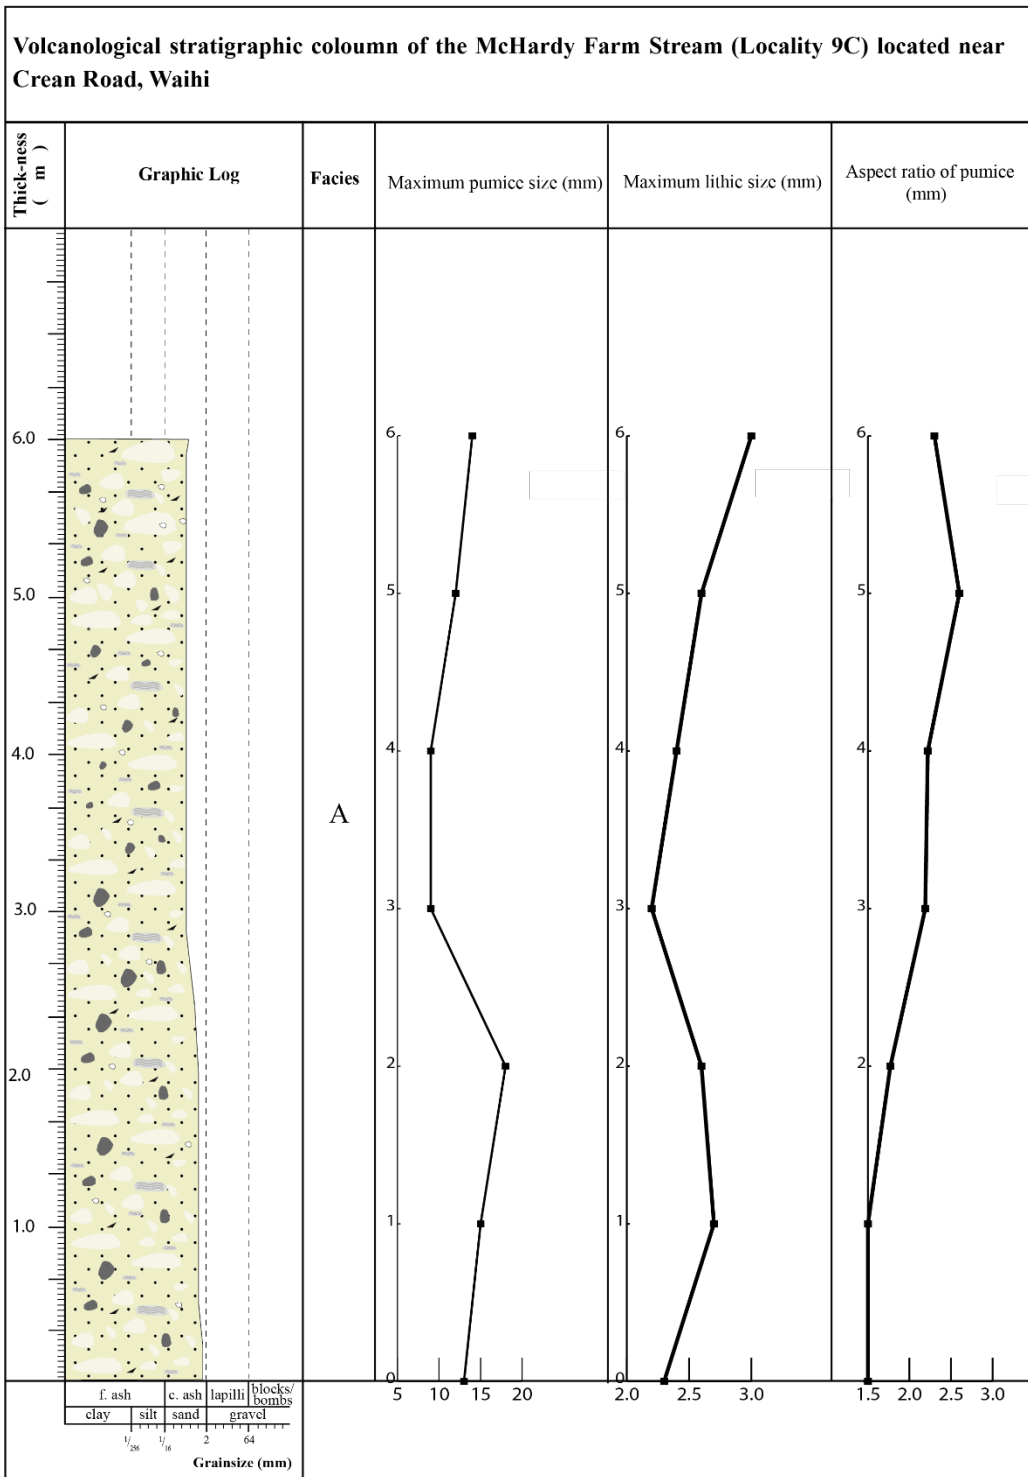 Volcanological stratigraphic coloumn of the McHardy Farm Stream (Locality 9C) located near
Crean Road, Waihi
Thick-ness
( m )
Graphic Log
Facies
Maximum pumice size (mm)
Maximum lithic size (mm)
Aspect ratio of pumice
(mm)
6.0
5.0
4.0
3.0
2.0
1.0
A
6
5
4
3
2
1
0
5 10 15 20
6
5
4
3
2
1
0
2.0 2.5 3.0
6
5
4
3
2
1
0
1.5 2.0 2.5 3.0
f. ash c. ash lapilli blocks/
bombs
clay silt sand gravel
1/256 1/16 2 64
Grainsize (mm)